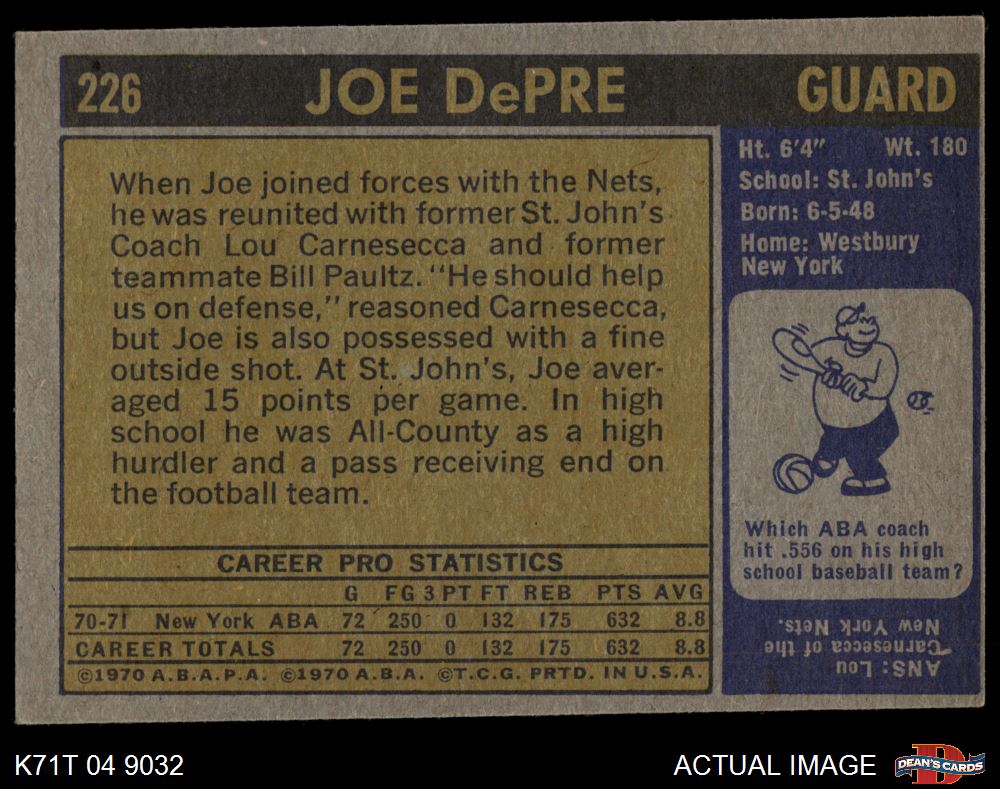 226 JOE DePRE GUARD
When Joe joined forces with the Nets,
he was reunited with former St. John's
Coach Lou Carnesecca and former
teammate Bill Paultz. "He should help
us on defense," reasoned Carnesecca,
but Joe is also possessed with a fine
outside shot. At St. John's, Joe aver-
aged 15 points per game. In high
school he was All-County as a high
hurdler and a pass receiving end on
the football team.
CAREER PRO STATISTICS
G FG 3PT FT REB PTS AVG
70-71 New York ABA 72 250 0 132 175 632 8.8
CAREER TOTALS 72 250 0 132 175 632 8.8
©1970 A.B.A.P.A. ©1970 A.B.A. ©T.C.G. PRTD. IN U.S.A.
Ht. 6'4" Wt. 180
School: St. John's
Born: 6-5-48
Home: Westbury
New York
Which ABA coach
hit .556 on his high
school baseball team?
ANS: Lou
Carnesecca of the
New York Nets.
K71T 04 9032
ACTUAL IMAGE
D
DEAN'S CARDS